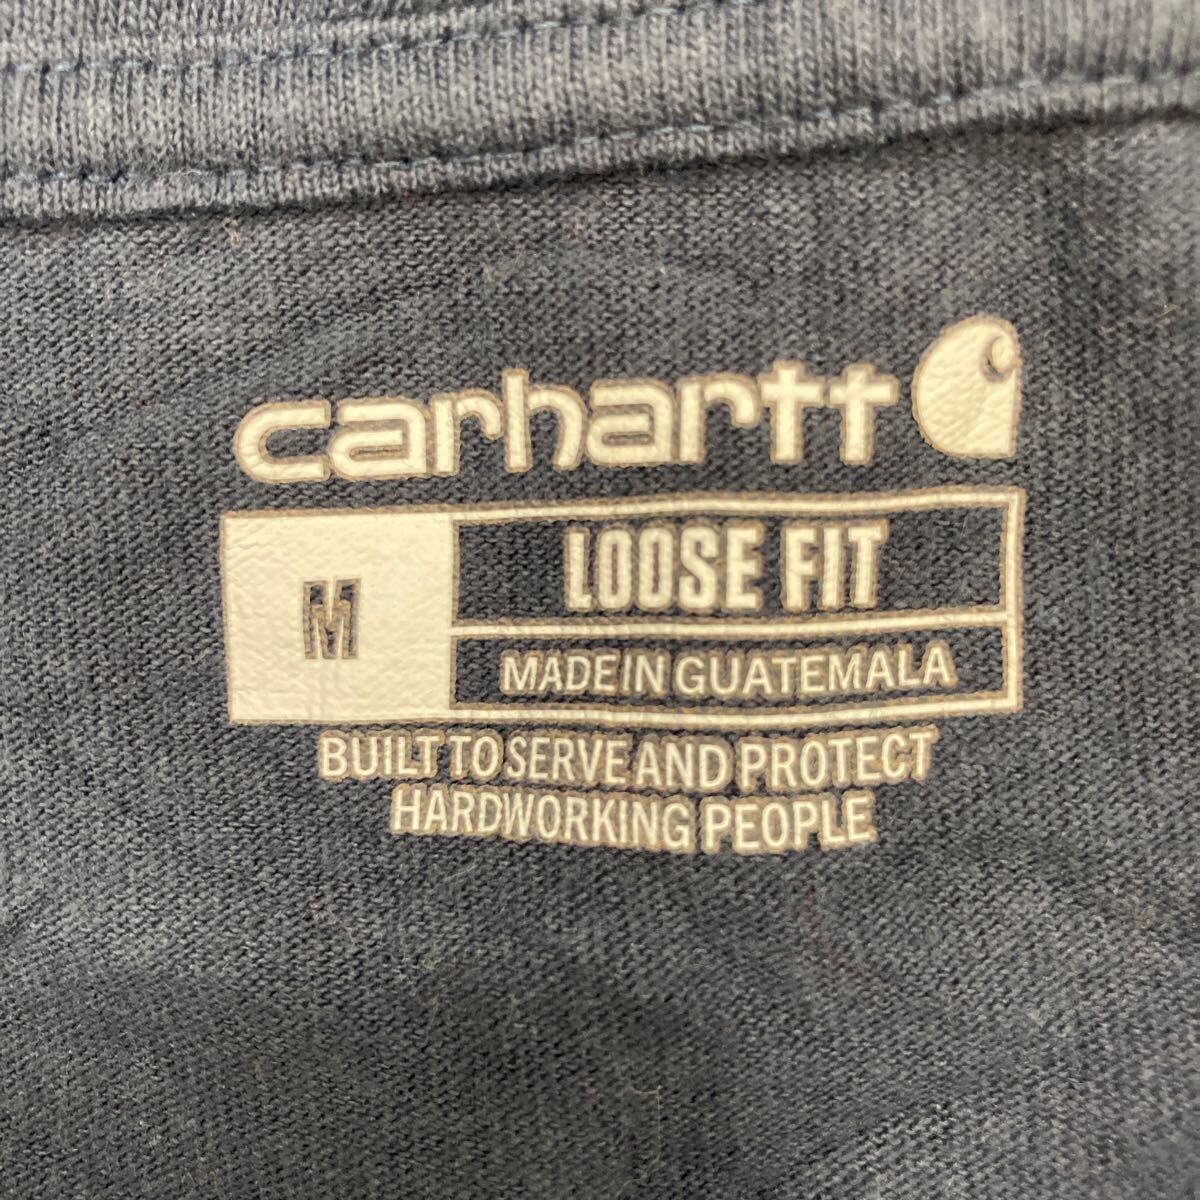 carhartt
M
LOOSE FIT
MADE IN GUATEMALA
BUILT TO SERVE AND PROTECT
HARDWORKING PEOPLE